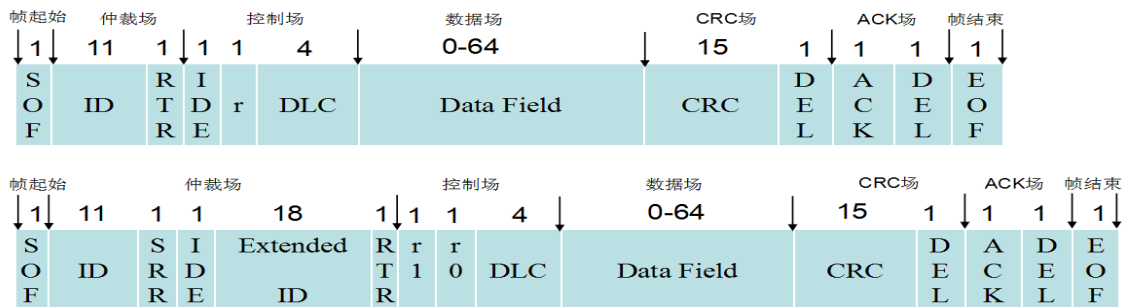 帧起始 仲裁场 控制场 数据场 CRC场 ACK场 帧结束
1 11 1 1 1 4 0-64 15 1 1 1 1
SOF ID RTR IDE r DLC Data Field CRC DEL ACK DEL EOF
帧起始 仲裁场 控制场 数据场 CRC场 ACK场 帧结束
1 11 1 1 18 1 1 1 4 0-64 15 1 1 1 1
SOF ID SRR IDE Extended ID RTR r1 r0 DLC Data Field CRC DEL ACK DEL EOF